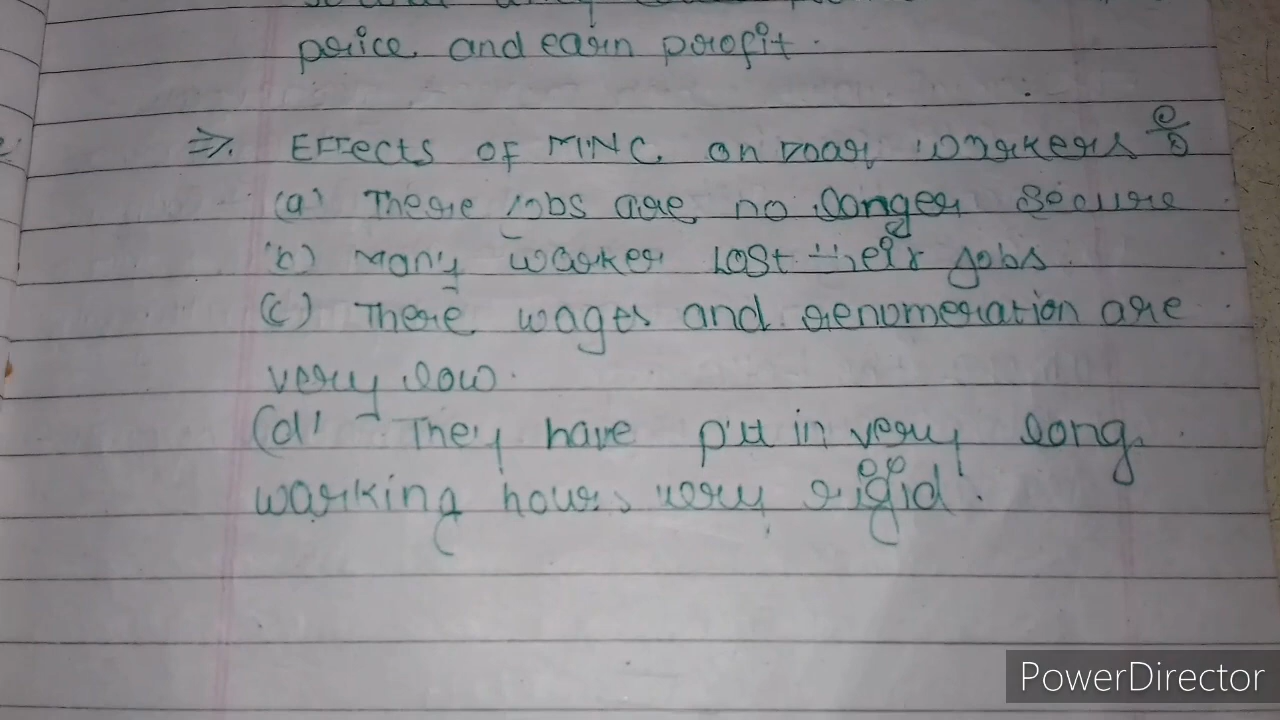 price and earn profit.
⇒ Effects of MNC on poor workers :
(a) There jobs are no longer secure
(b) Many worker lost their jobs.
(c) There wages and renomeration are
very low.
(d) They have put in very long
working hours very rigid.
PowerDirector